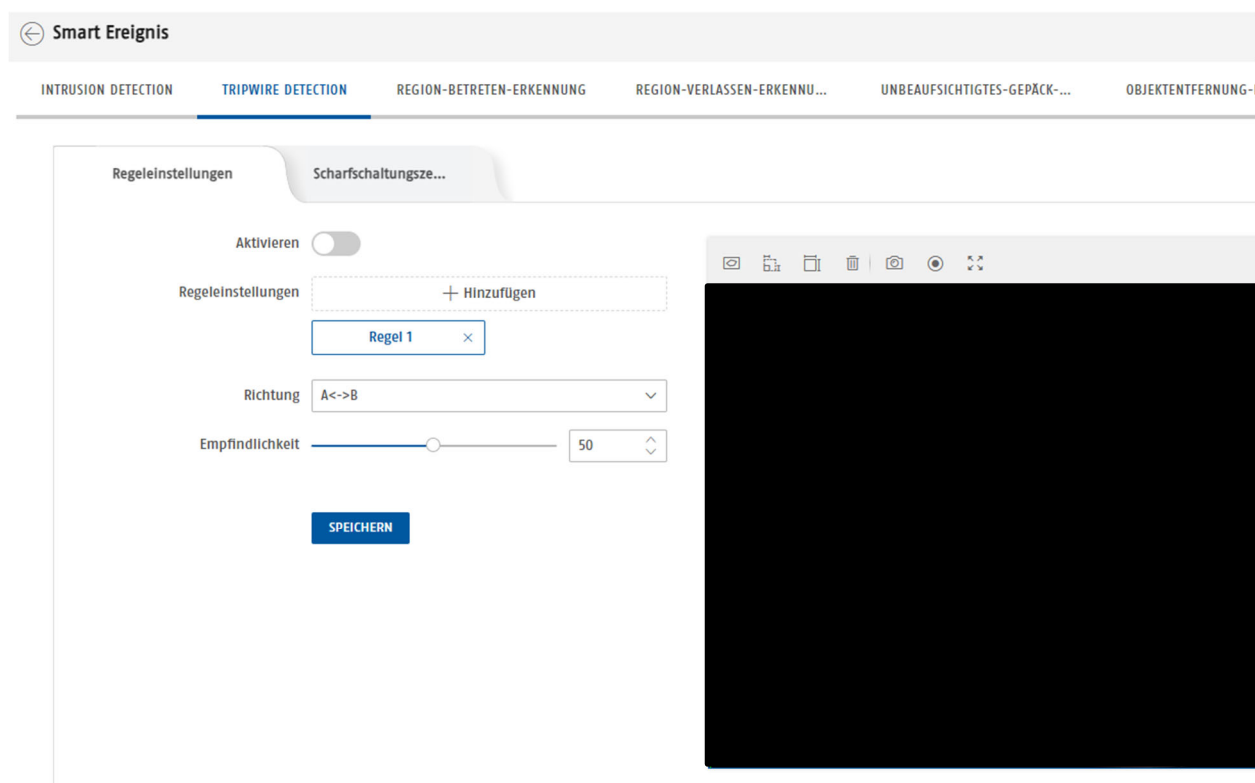 Smart Ereignis
INTRUSION DETECTION TRIPWIRE DETECTION REGION-BETRETEN-ERKENNUNG REGION-VERLASSEN-ERKENNU... UNBEAUFSICHTIGTES-GEPÄCK-... OBJEKTENTFERNUNG-
Regeleinstellungen Scharfschaltungsze...
Aktivieren
Regeleinstellungen + Hinzufügen
Regel 1 ×
Richtung A<->B
Empfindlichkeit 50
SPEICHERN